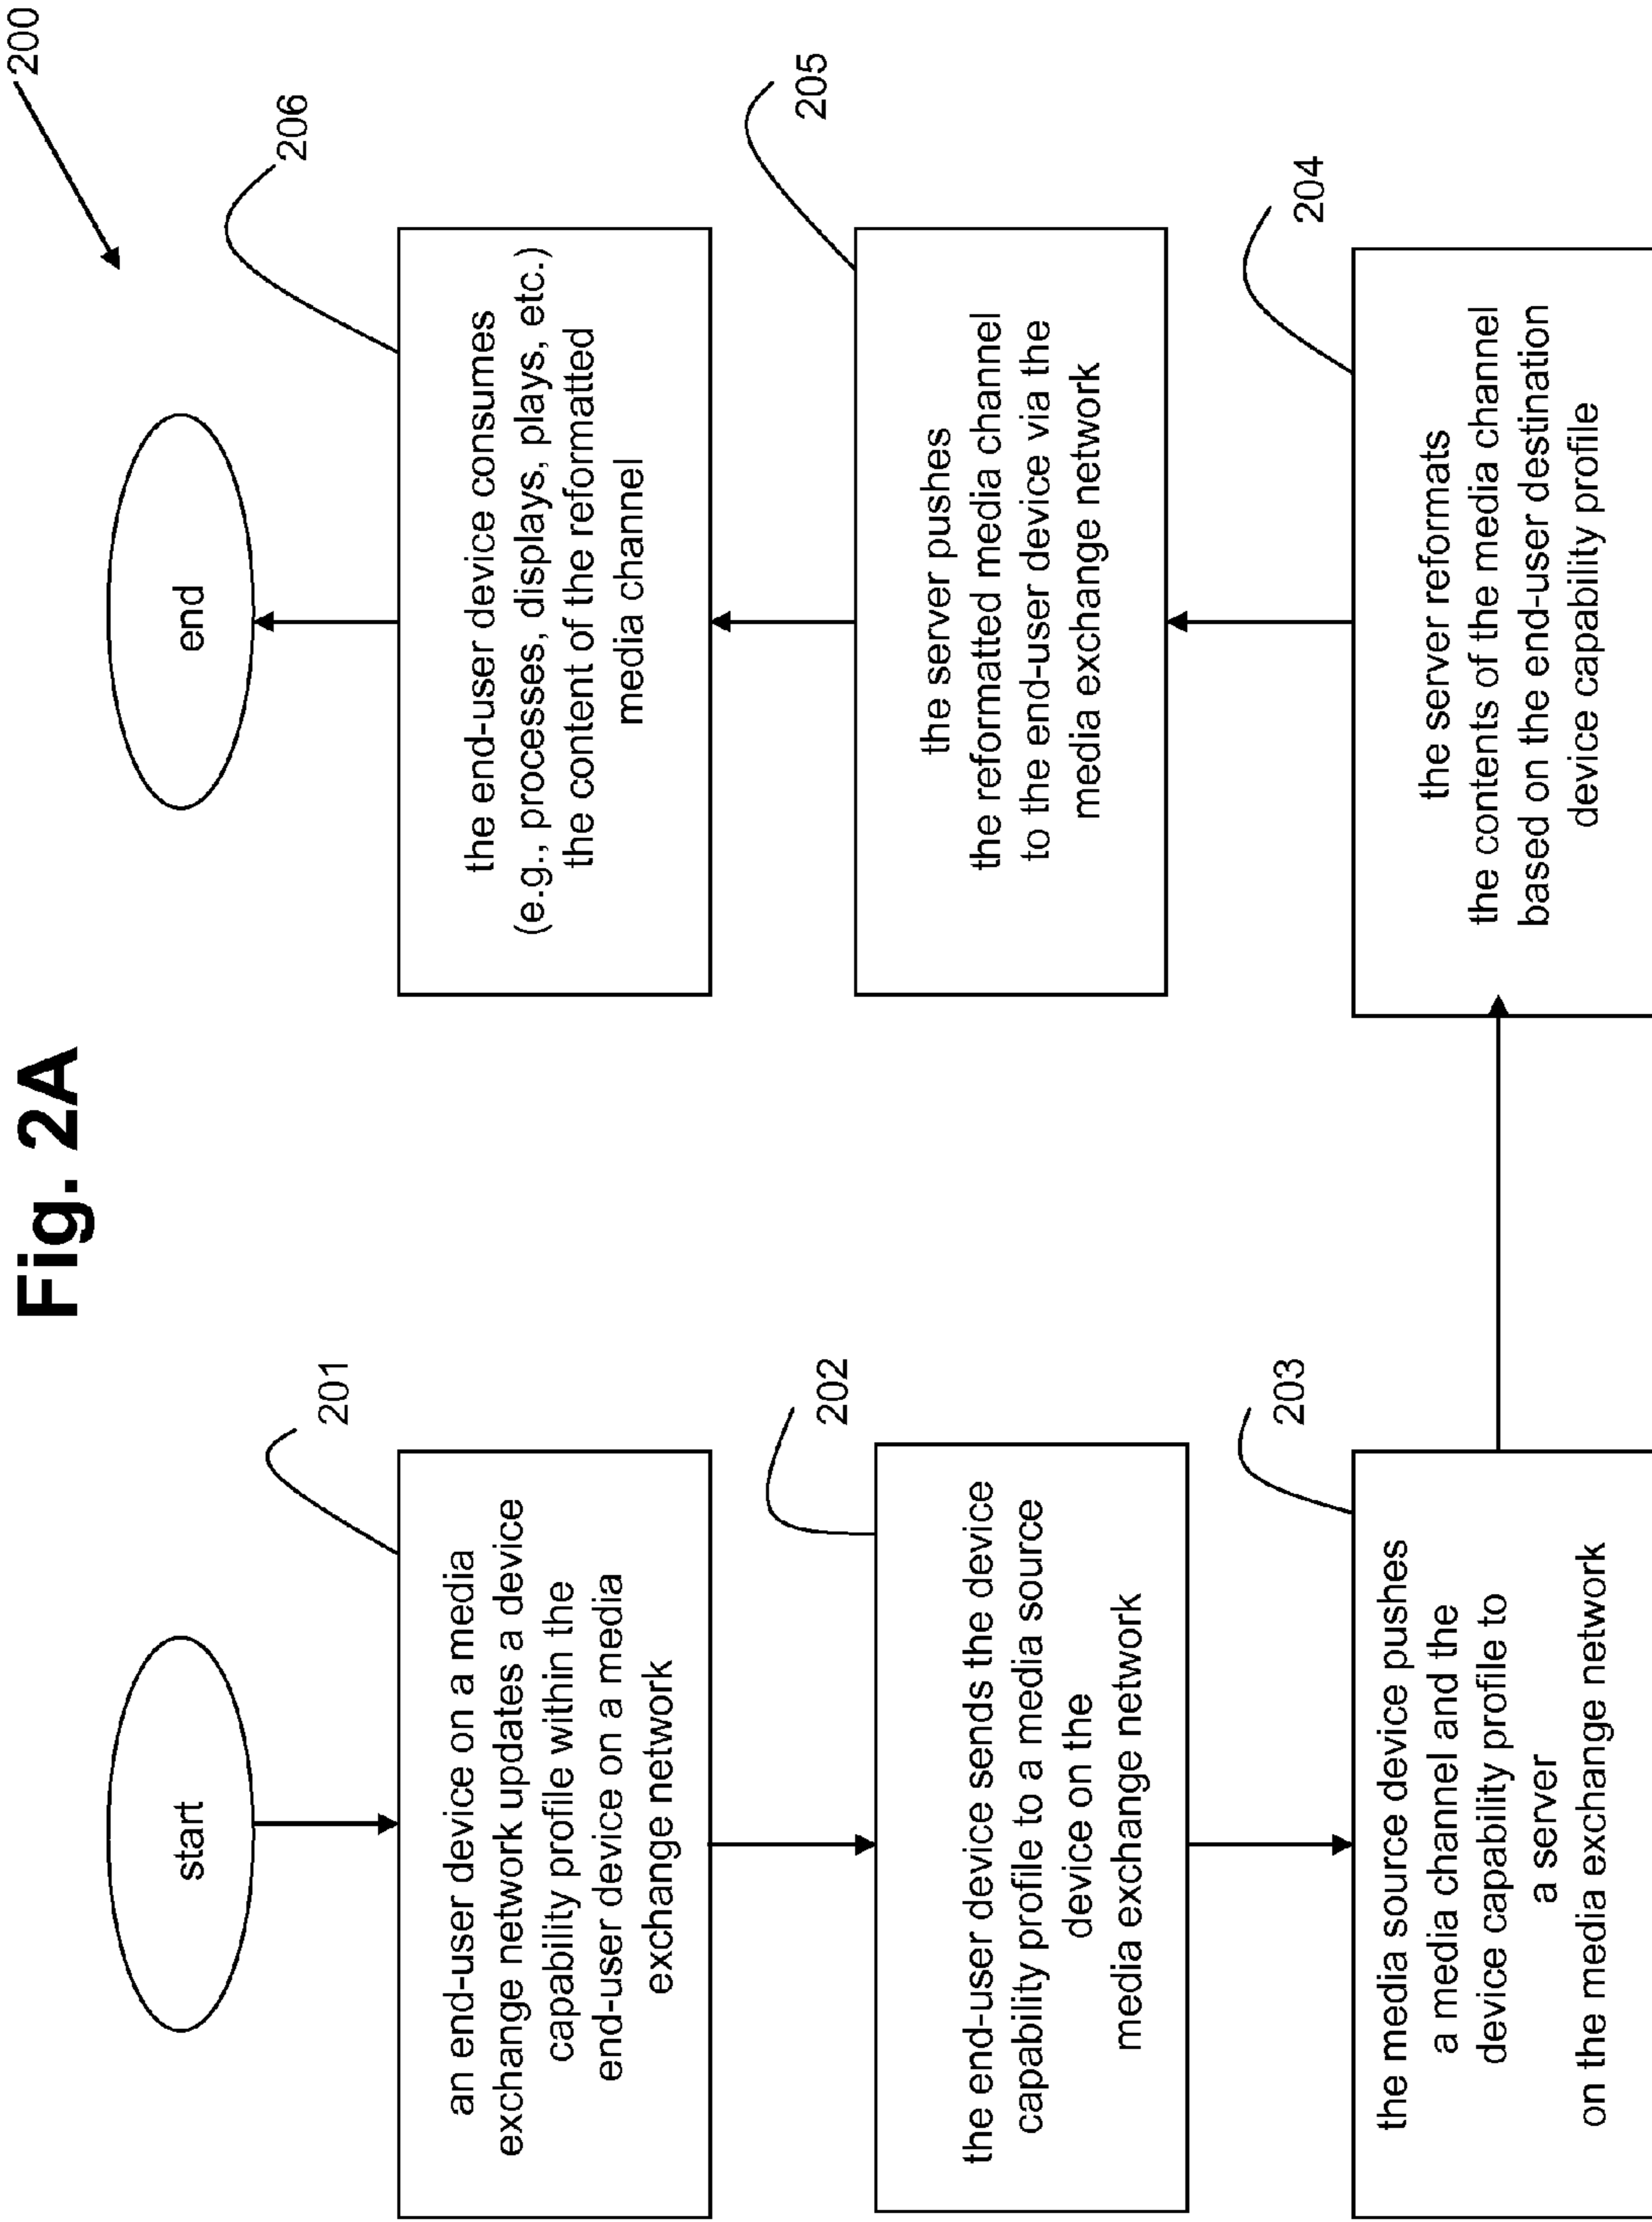 Fig. 2A
200
start
201
an end-user device on a media
exchange network updates a device
capability profile within the
end-user device on a media
exchange network
202
the end-user device sends the device
capability profile to a media source
device on the
media exchange network
203
the media source device pushes
a media channel and the
device capability profile to
a server
on the media exchange network
204
the server reformats
the contents of the media channel
based on the end-user destination
device capability profile
205
the server pushes
the reformatted media channel
to the end-user device via the
media exchange network
206
the end-user device consumes
(e.g., processes, displays, plays, etc.)
the content of the reformatted
media channel
end